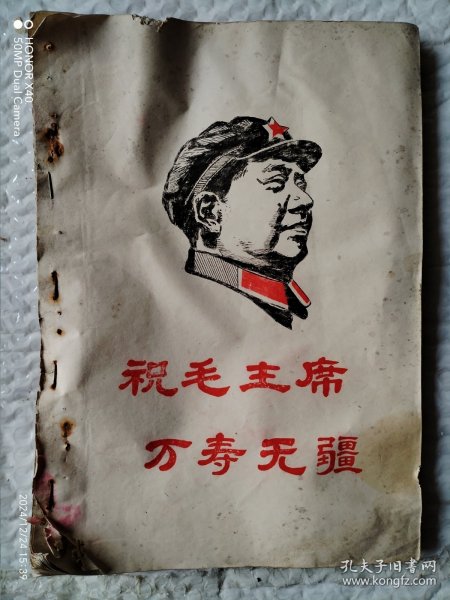 HONOR X40
50MP Dual Camera
祝毛主席
万寿无疆
2024/12/24 15:39
孔夫子旧书网
www.kongfz.com